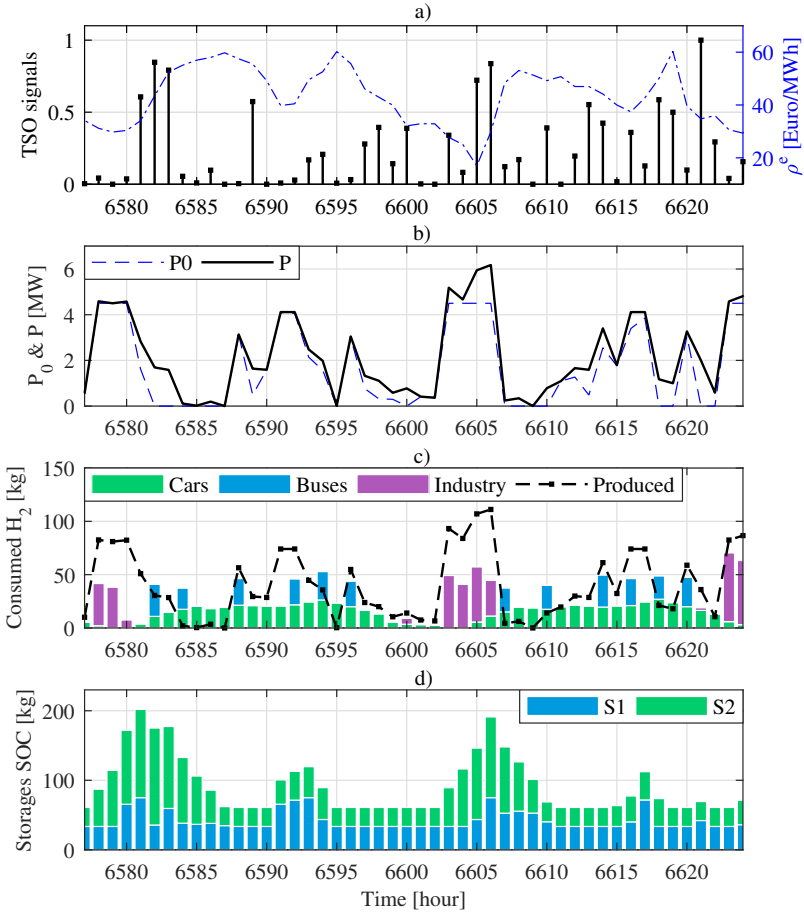 a)
1
0.5
0
TSO signals
60
40
20
ρ^e [Euro/MWh]
6580 6585 6590 6595 6600 6605 6610 6615 6620
b)
P0 P
6
4
2
0
P_0 & P [MW]
6580 6585 6590 6595 6600 6605 6610 6615 6620
c)
Cars Buses Industry Produced
150
100
50
0
Consumed H_2 [kg]
6580 6585 6590 6595 6600 6605 6610 6615 6620
d)
S1 S2
200
100
0
Storages SOC [kg]
6580 6585 6590 6595 6600 6605 6610 6615 6620
Time [hour]